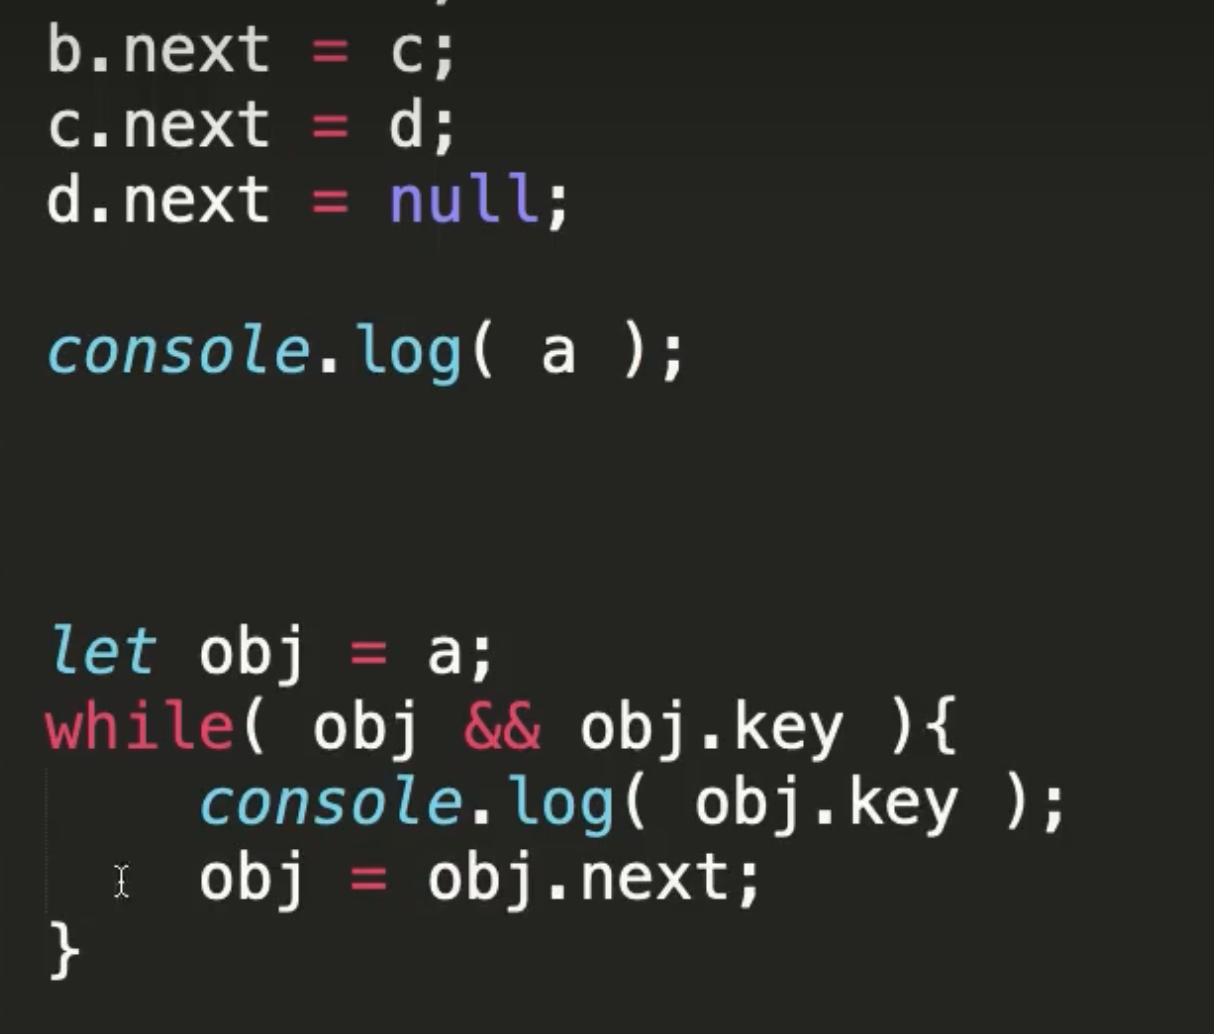 b.next = c;
c.next = d;
d.next = null;
console.log( a );
let obj = a;
while( obj && obj.key ){
console.log( obj.key );
obj = obj.next;
}